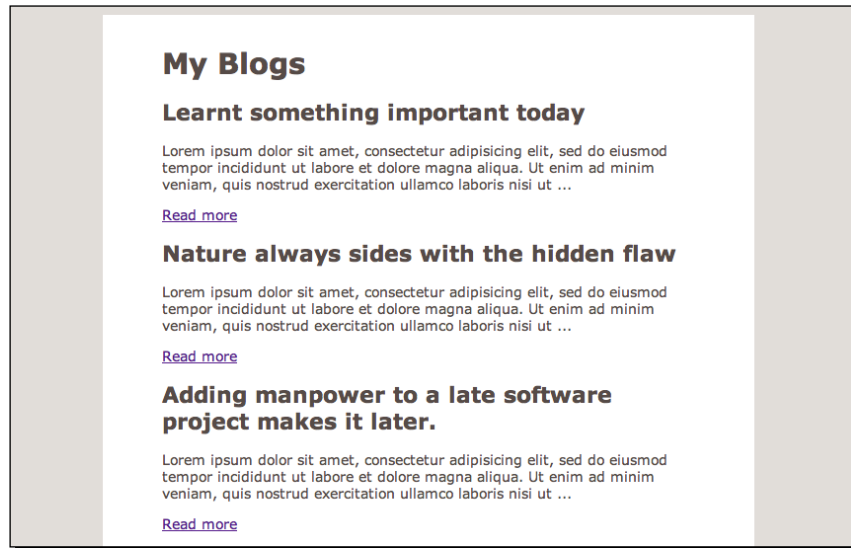 My Blogs
Learnt something important today
Lorem ipsum dolor sit amet, consectetur adipisicing elit, sed do eiusmod
tempor incididunt ut labore et dolore magna aliqua. Ut enim ad minim
veniam, quis nostrud exercitation ullamco laboris nisi ut ...
Read more
Nature always sides with the hidden flaw
Lorem ipsum dolor sit amet, consectetur adipisicing elit, sed do eiusmod
tempor incididunt ut labore et dolore magna aliqua. Ut enim ad minim
veniam, quis nostrud exercitation ullamco laboris nisi ut ...
Read more
Adding manpower to a late software
project makes it later.
Lorem ipsum dolor sit amet, consectetur adipisicing elit, sed do eiusmod
tempor incididunt ut labore et dolore magna aliqua. Ut enim ad minim
veniam, quis nostrud exercitation ullamco laboris nisi ut ...
Read more